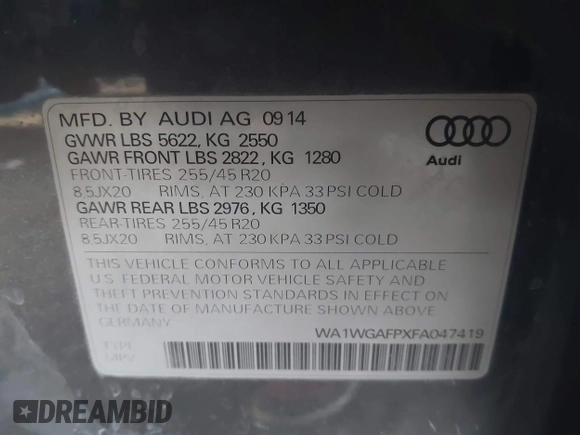 MFD. BY AUDI AG 09 14
GVWR LBS 5622, KG 2550
GAWR FRONT LBS 2822, KG 1280
FRONT-TIRES 255/45 R20
8,5JX20 RIMS, AT 230 KPA 33 PSI COLD
GAWR REAR LBS 2976, KG 1350
REAR-TIRES 255/45 R20
8,5JX20 RIMS, AT 230 KPA 33 PSI COLD
Audi
THIS VEHICLE CONFORMS TO ALL APPLICABLE
U.S. FEDERAL MOTOR VEHICLE SAFETY AND
THEFT PREVENTION STANDARDS IN EFFECT ON
THE DATE OF MANUFACTURE SHOWN ABOVE
GERMANY
WA1WGAFPXFA047419
TYPE
MPV
DREAMBID